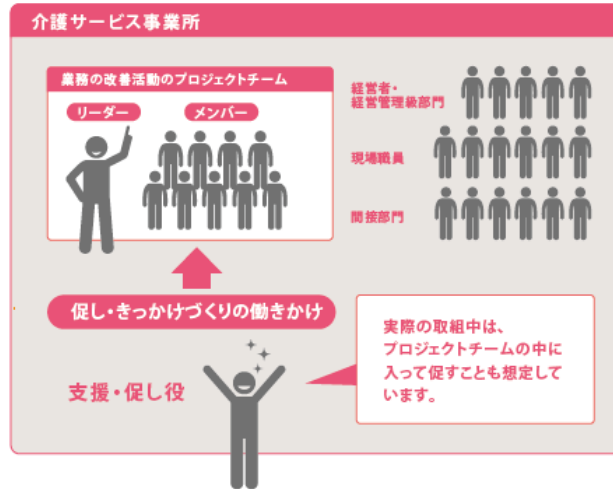 介護サービス事業所
業務の改善活動のプロジェクトチーム
リーダー
メンバー
経営者・
経営管理級部門
現場職員
間接部門
促し・きっかけづくりの働きかけ
支援・促し役
実際の取組中は、
プロジェクトチームの中に
入って促すことも想定して
います。